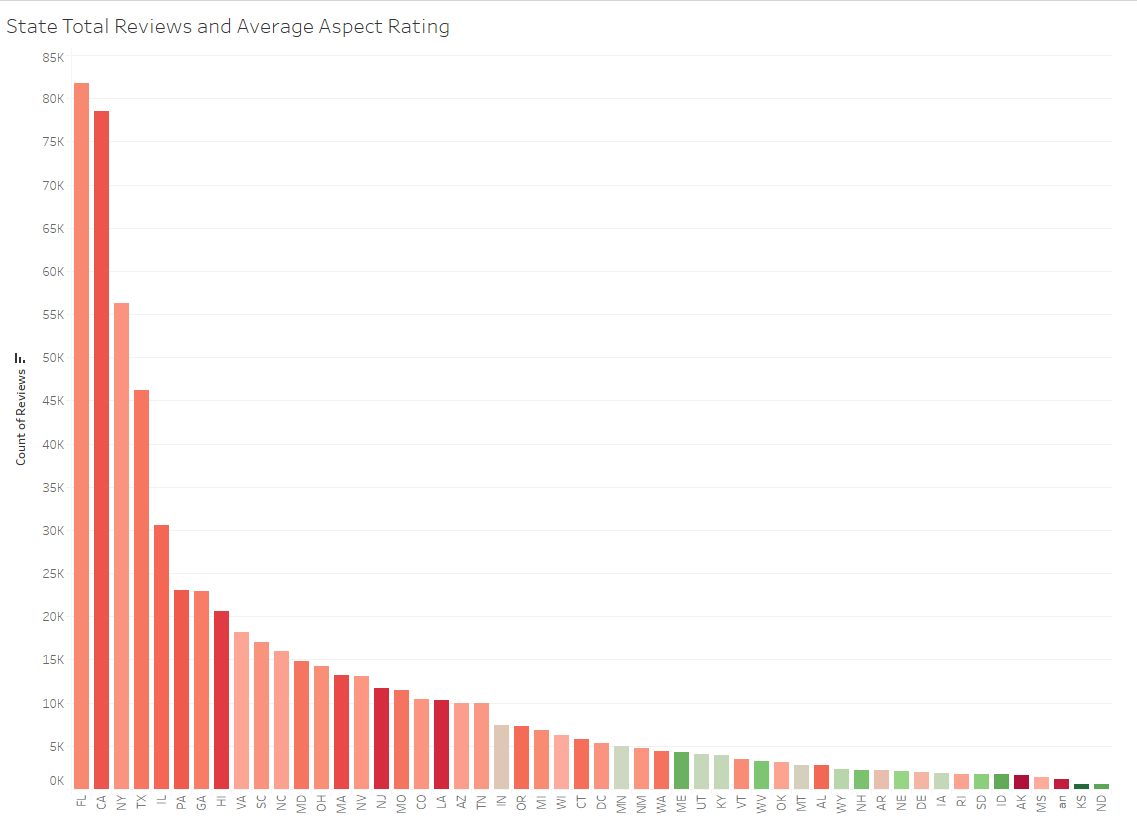 State Total Reviews and Average Aspect Rating
85K
80K
75K
70K
65K
60K
55K
50K
45K
40K
35K
30K
25K
20K
15K
10K
5K
0K
Count of Reviews
FL CA NY TX IL PA GA HI VA SC NC MD OH MA NV NJ MO CO LA AZ TN IN OR MI WI CT DC MN NM WA ME UT KY VT WV OK MT AL WY NH AR NE DE IA RI SD ID AK MS an KS ND